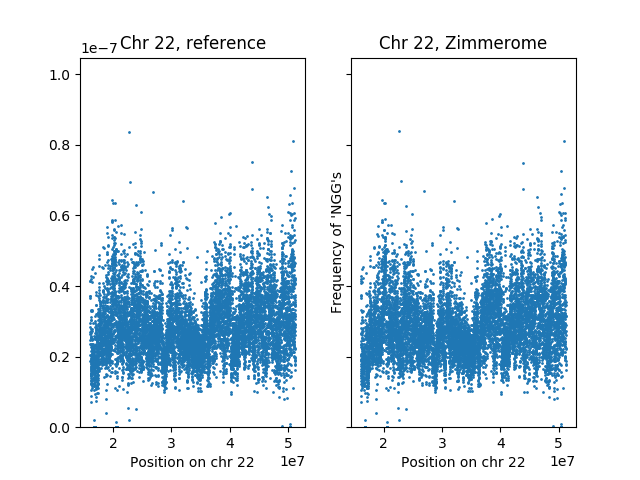 Chr 22, reference
Chr 22, Zimmerome
1e−7
1.0
0.8
0.6
0.4
0.2
0.0
Frequency of 'NGG's
2 3 4 5
1e7
Position on chr 22
2 3 4 5
1e7
Position on chr 22